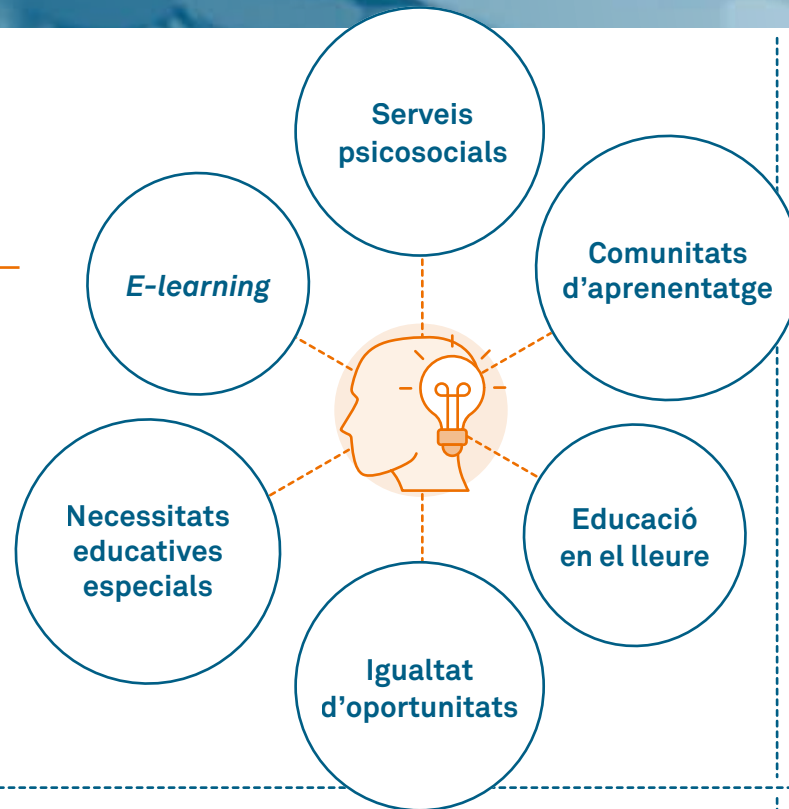 Serveis
psicosocials
Comunitats
d’aprenentatge
E-learning
Necessitats
educatives
especials
Educació
en el lleure
Igualtat
d’oportunitats